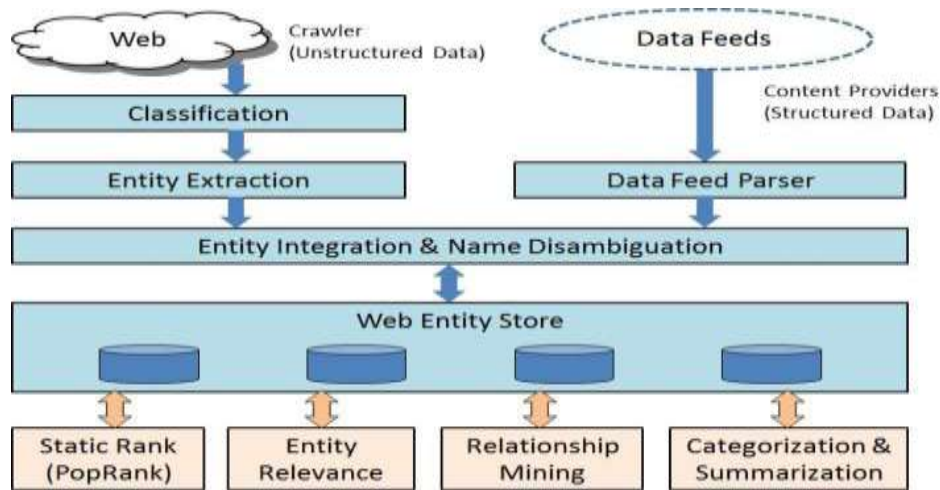 Web
Crawler
(Unstructured Data)
Data Feeds
Content Providers
(Structured Data)
Classification
Entity Extraction
Data Feed Parser
Entity Integration & Name Disambiguation
Web Entity Store
Static Rank
(PopRank)
Entity
Relevance
Relationship
Mining
Categorization &
Summarization